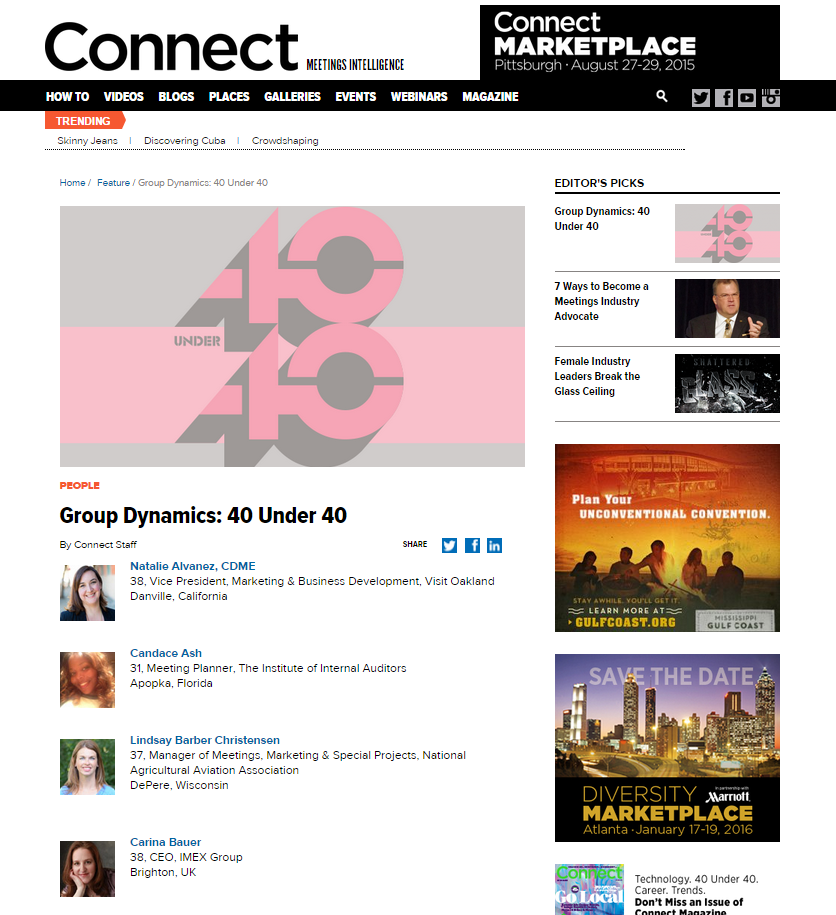 Connect
MEETINGS INTELLIGENCE
Connect
MARKETPLACE
Pittsburgh · August 27-29, 2015
HOW TO VIDEOS BLOGS PLACES GALLERIES EVENTS WEBINARS MAGAZINE
TRENDING
Skinny Jeans | Discovering Cuba | Crowdshaping
Home / Feature / Group Dynamics: 40 Under 40
40
UNDER
40
PEOPLE
Group Dynamics: 40 Under 40
By Connect Staff
SHARE
Natalie Alvanez, CDME
38, Vice President, Marketing & Business Development, Visit Oakland
Danville, California
Candace Ash
31, Meeting Planner, The Institute of Internal Auditors
Apopka, Florida
Lindsay Barber Christensen
37, Manager of Meetings, Marketing & Special Projects, National
Agricultural Aviation Association
DePere, Wisconsin
Carina Bauer
38, CEO, IMEX Group
Brighton, UK
EDITOR'S PICKS
Group Dynamics: 40
Under 40
40
40
7 Ways to Become a
Meetings Industry
Advocate
Female Industry
Leaders Break the
Glass Ceiling
SHATTERED
GLASS
Plan Your
UNCONVENTIONAL CONVENTION.
STAY AWHILE. YOU'LL GET IT.
LEARN MORE AT
GULFCOAST.ORG
MISSISSIPPI
GULF COAST
SAVE THE DATE
DIVERSITY
in partnership with
Marriott
MARKETPLACE
Atlanta · January 17-19, 2016
Connect
Go Local
Technology. 40 Under 40.
Career. Trends.
Don't Miss an Issue of
Connect Magazine